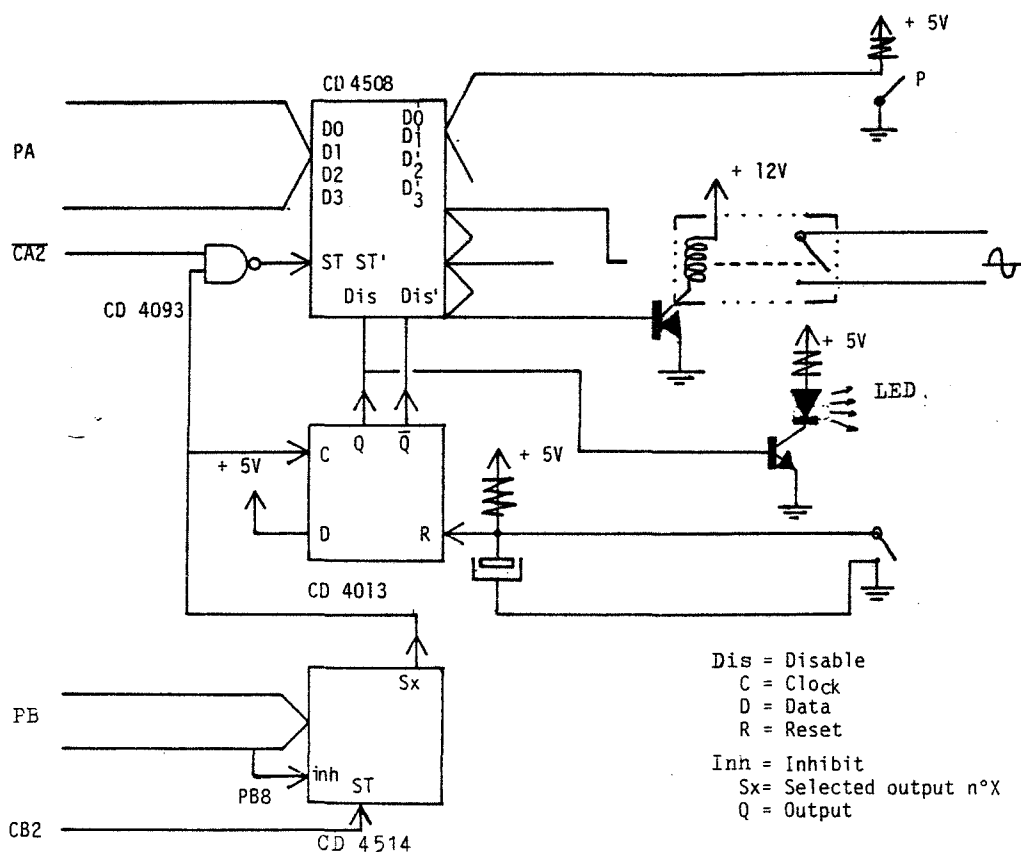 + 5V
CD 4508
P
PA
D0 D'0
D1 D'1
D2 D'2
D3 D'3
+ 12V
CA2
ST ST'
Dis Dis'
CD 4093
+ 5V
LED
Q Q
C
+ 5V
+ 5V
D R
CD 4013
Sx
PB
inh
PB8 ST
CB2
CD 4514
Dis = Disable
C = Clock
D = Data
R = Reset
Inh = Inhibit
Sx= Selected output n°X
Q = Output